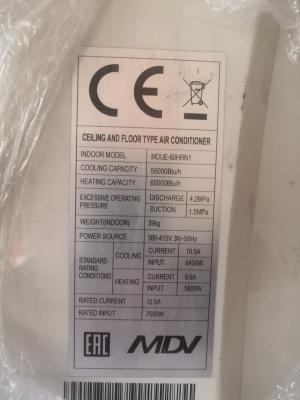 CE
CEILING AND FLOOR TYPE AIR CONDITIONER
INDOOR MODEL MDUE-60HRN1
COOLING CAPACITY 55000Btu/h
HEATING CAPACITY 60000Btu/h
EXCESSIVE OPERATING PRESSURE DISCHARGE 4.2MPa
SUCTION 1.5MPa
WEIGHT(INDOOR) 39kg
POWER SOURCE 380-415V 3N~50Hz
STANDARD RATING CONDITIONS COOLING CURRENT 10.5A
INPUT 6400W
HEATING CURRENT 9.6A
INPUT 5800W
RATED CURRENT 12.0A
RATED INPUT 7500W
EAC MDV